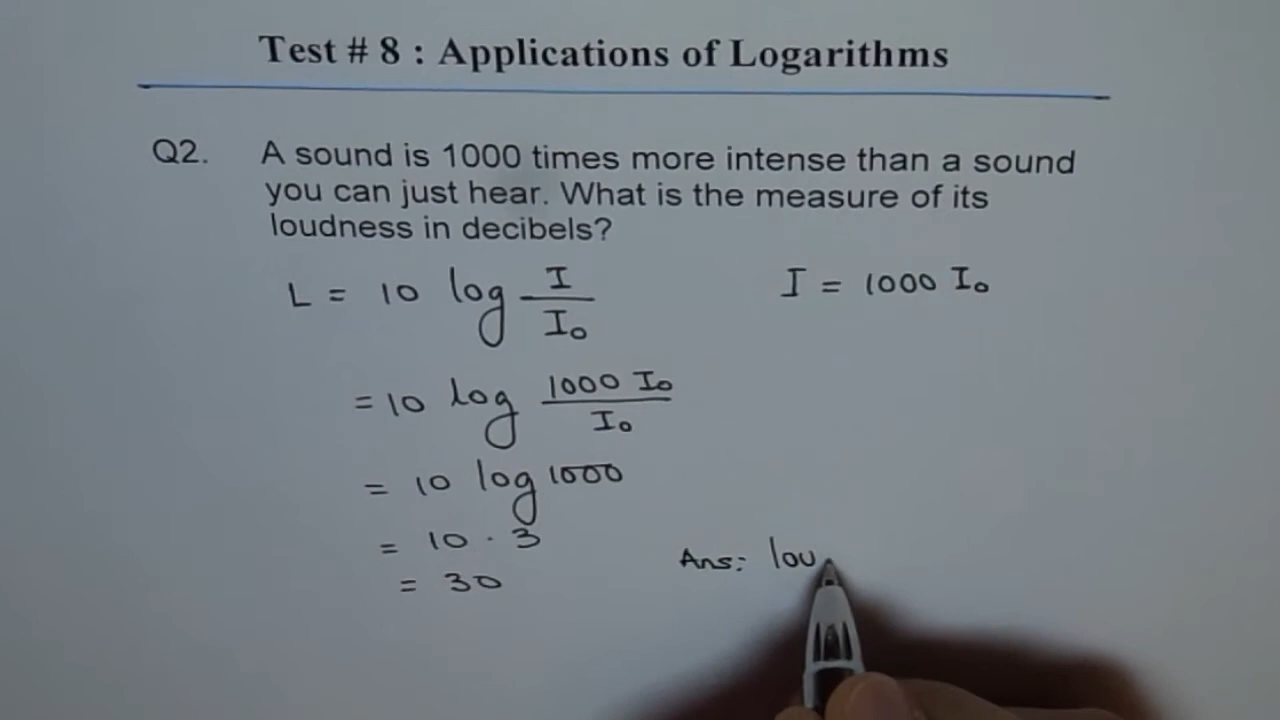 Test # 8 : Applications of Logarithms
Q2. A sound is 1000 times more intense than a sound
you can just hear. What is the measure of its
loudness in decibels?
L = 10 log I/I₀ I = 1000 I₀
= 10 log 1000 I₀/I₀
= 10 log 1000
= 10 · 3
= 30
Ans: lou